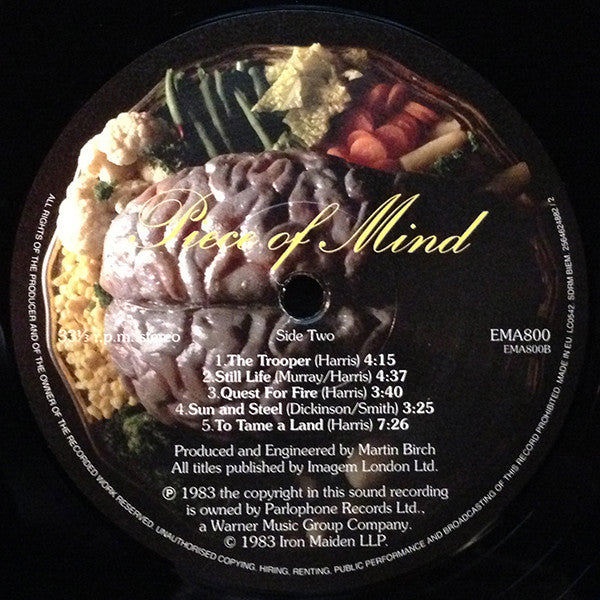 Piece of Mind
33⅓ r.p.m. stereo
Side Two
EMA800
EMA800B
1.The Trooper (Harris) 4:15
2.Still Life (Murray/Harris) 4:37
3.Quest For Fire (Harris) 3:40
4.Sun and Steel (Dickinson/Smith) 3:25
5.To Tame a Land (Harris) 7:26
Produced and Engineered by Martin Birch
All titles published by Imagem London Ltd.
℗ 1983 the copyright in this sound recording
is owned by Parlophone Records Ltd.,
a Warner Music Group Company.
© 1983 Iron Maiden LLP.
ALL RIGHTS OF THE PRODUCER AND OF THE OWNER OF THE RECORDED WORK RESERVED. UNAUTHORISED COPYING, HIRING, RENTING, PUBLIC PERFORMANCE AND BROADCASTING OF THIS RECORD PROHIBITED. MADE IN EU. LC0542. SDRM BIEM. 2564624882 / 2